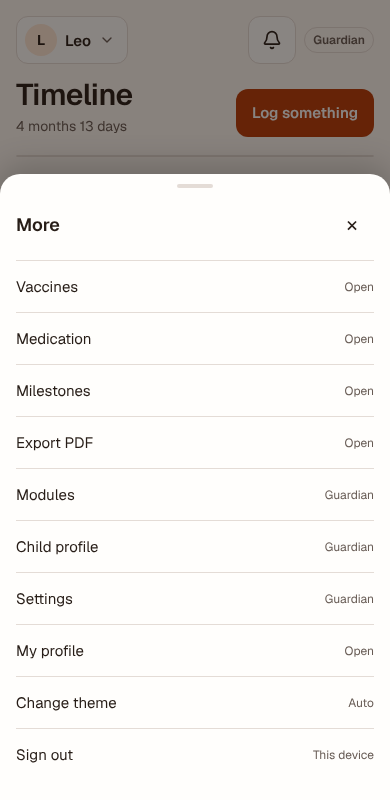 L Leo Guardian
Timeline
4 months 13 days
Log something
More
Vaccines Open
Medication Open
Milestones Open
Export PDF Open
Modules Guardian
Child profile Guardian
Settings Guardian
My profile Open
Change theme Auto
Sign out This device